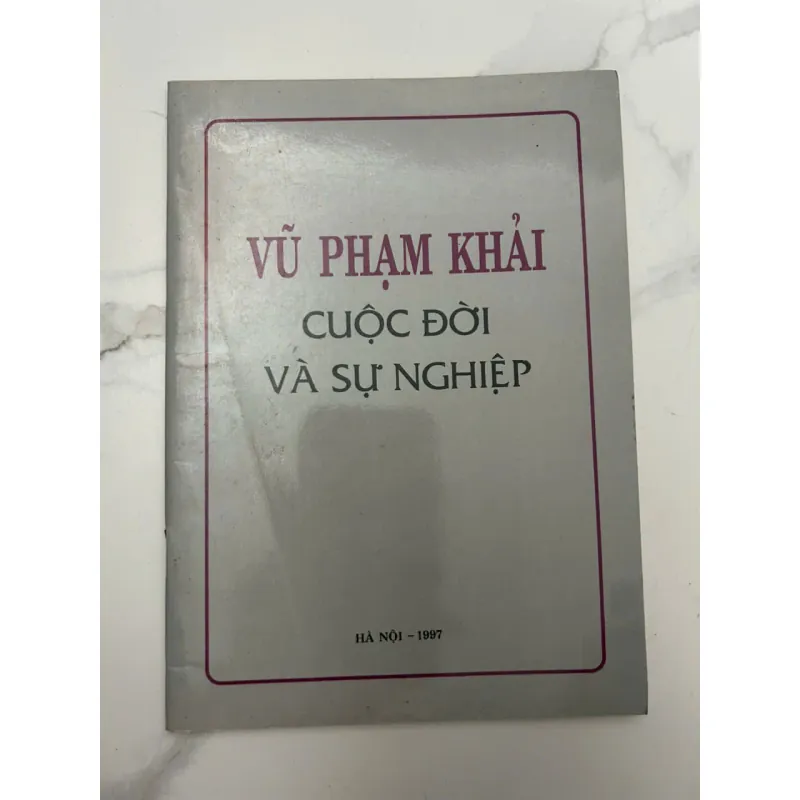 VŨ PHẠM KHẢI
CUỘC ĐỜI
VÀ SỰ NGHIỆP
HÀ NỘI - 1997